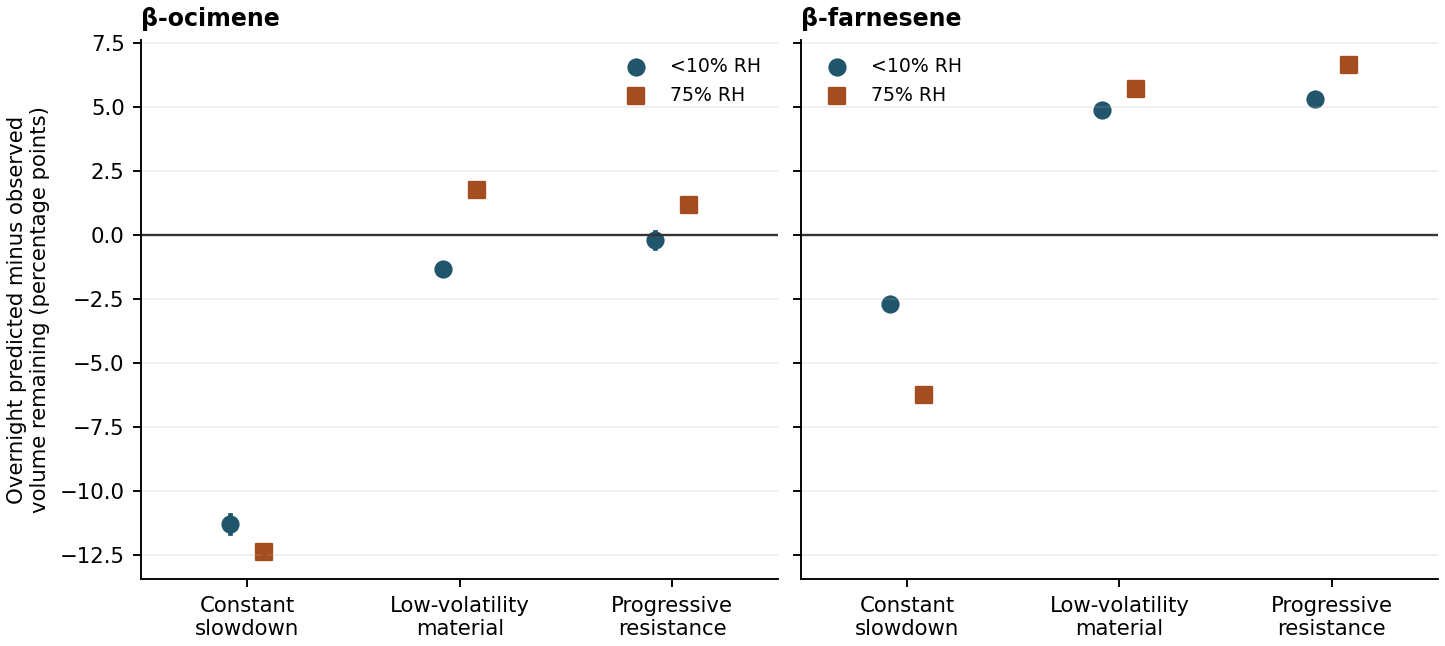 β-ocimene
β-farnesene
Overnight predicted minus observed
volume remaining (percentage points)
7.5
5.0
2.5
0.0
−2.5
−5.0
−7.5
−10.0
−12.5
<10% RH
75% RH
<10% RH
75% RH
Constant
slowdown
Low-volatility
material
Progressive
resistance
Constant
slowdown
Low-volatility
material
Progressive
resistance